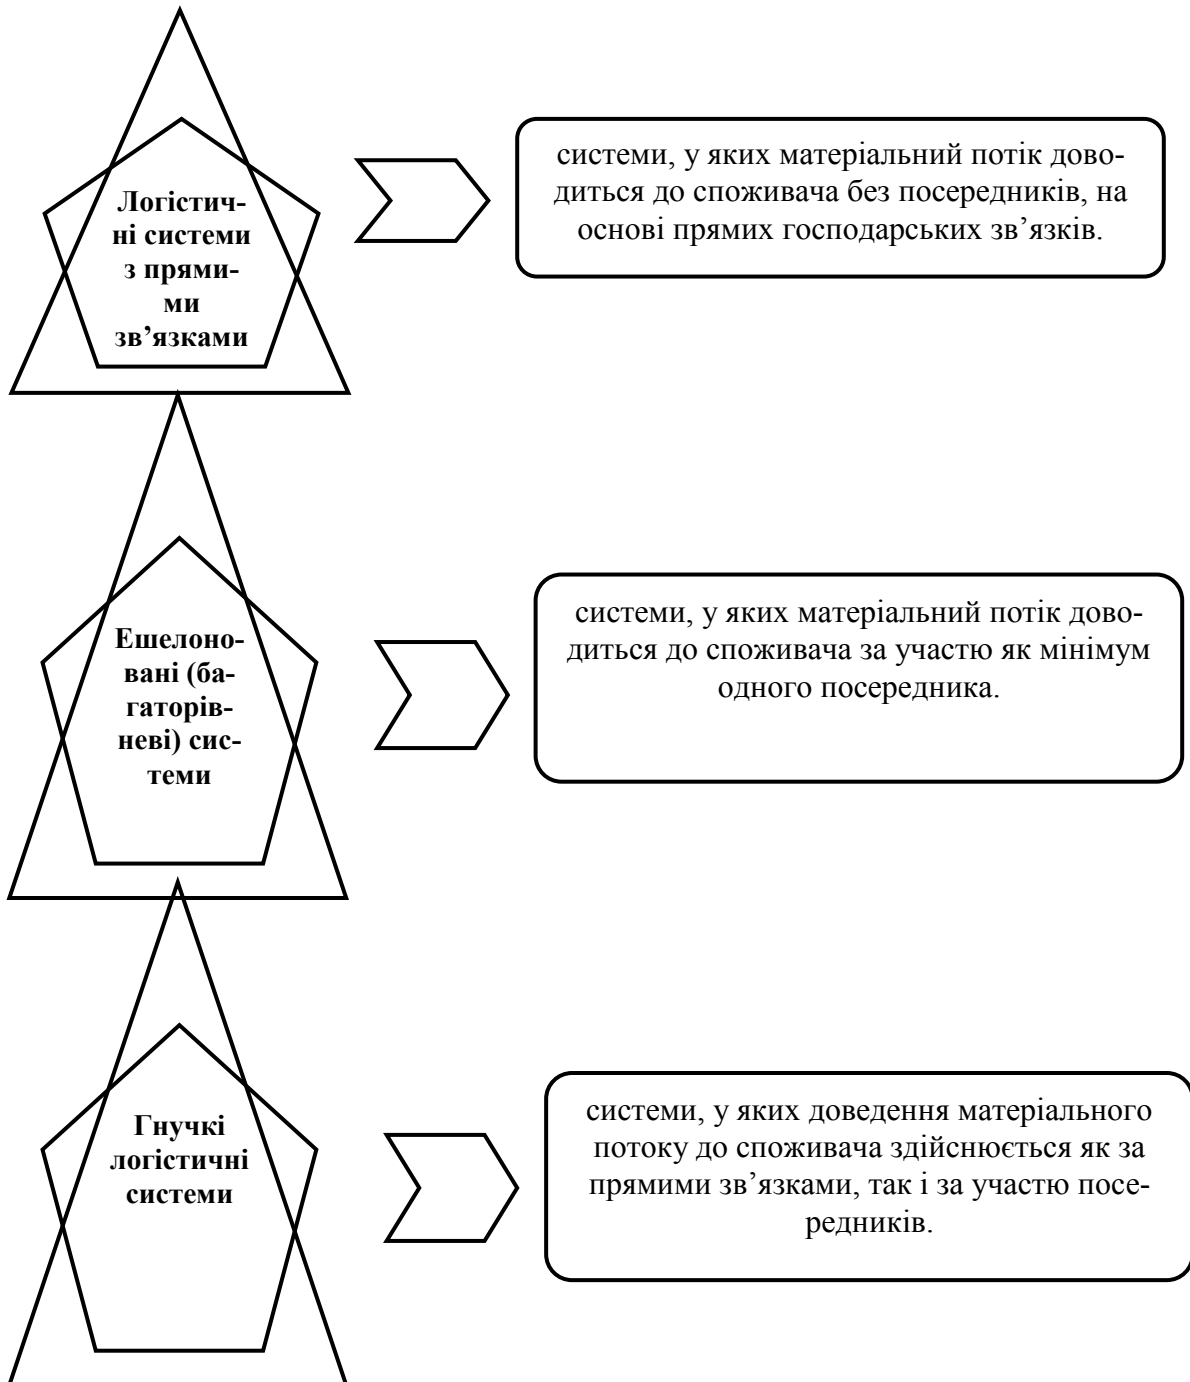 Логістич-
ні системи
з прями-
ми
зв’язками
системи, у яких матеріальний потік дово-
диться до споживача без посередників, на
основі прямих господарських зв’язків.
Ешелоно-
вані (ба-
гаторів-
неві) сис-
теми
системи, у яких матеріальний потік дово-
диться до споживача за участю як мінімум
одного посередника.
Гнучкі
логістичні
системи
системи, у яких доведення матеріального
потоку до споживача здійснюється як за
прямими зв’язками, так і за участю посе-
редників.